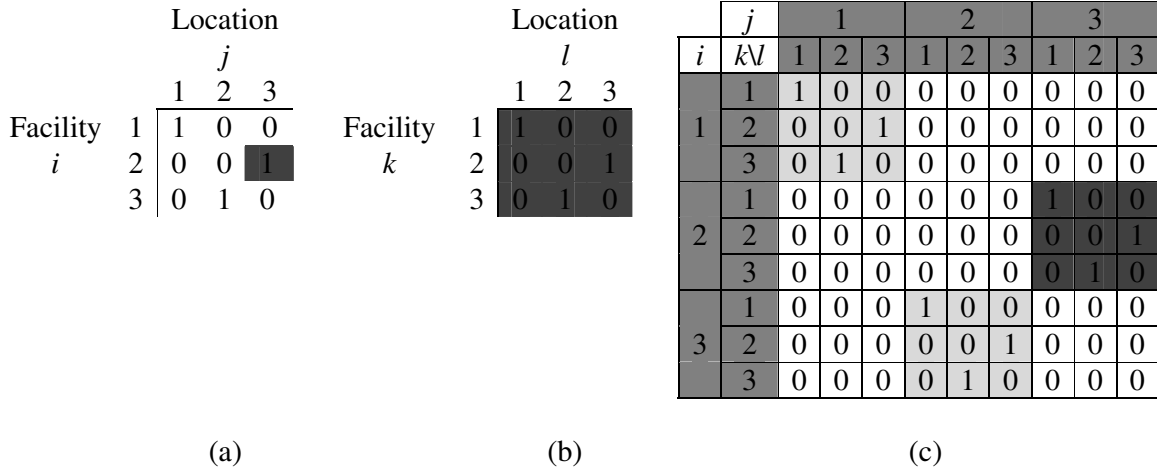 Location
j
1 2 3
Facility 1 1 0 0
i 2 0 0 1
3 0 1 0
(a)
Location
l
1 2 3
Facility 1 1 0 0
k 2 0 0 1
3 0 1 0
(b)
j 1 2 3
i k\l 1 2 3 1 2 3 1 2 3
1 1 0 0 0 0 0 0 0 0
1 2 0 0 1 0 0 0 0 0 0
3 0 1 0 0 0 0 0 0 0
1 0 0 0 0 0 0 1 0 0
2 2 0 0 0 0 0 0 0 0 1
3 0 0 0 0 0 0 0 1 0
1 0 0 0 1 0 0 0 0 0
3 2 0 0 0 0 0 1 0 0 0
3 0 0 0 0 1 0 0 0 0
(c)